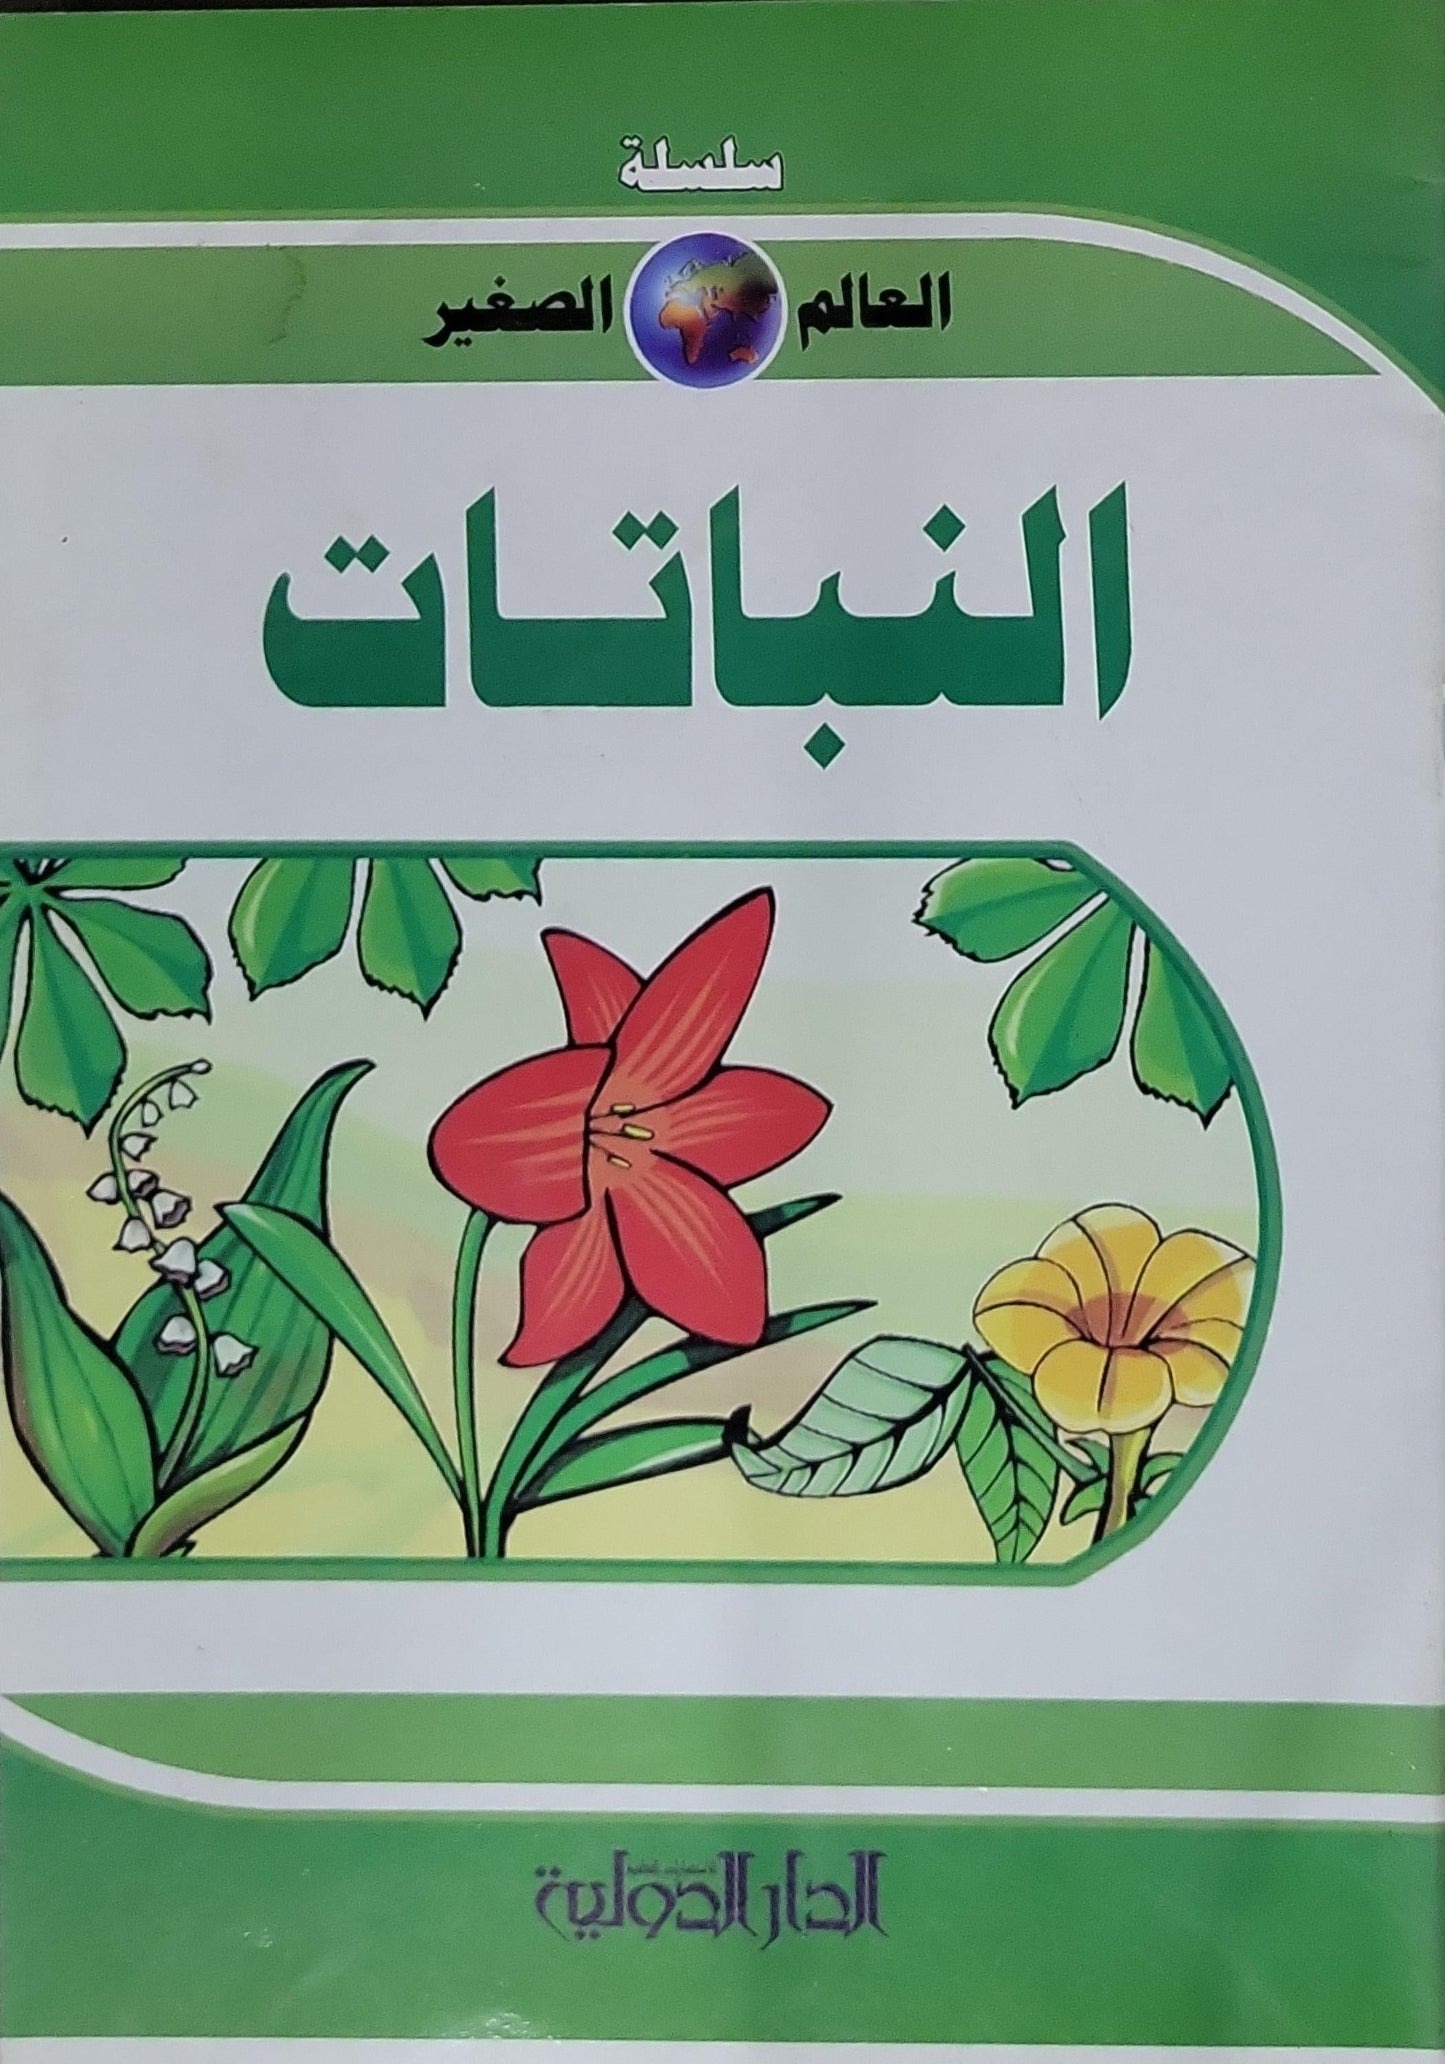 سلسلة
العالم الصغير
النباتات
الدار الدولية